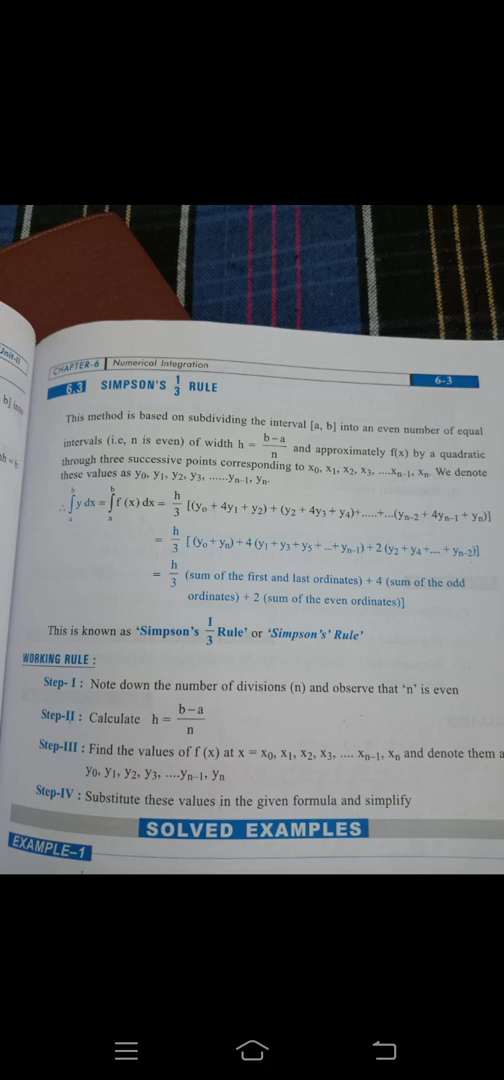 Unit-II
b] into
CHAPTER-6 Numerical Integration
6-3
6.3 SIMPSON'S 1/3 RULE
This method is based on subdividing the interval [a, b] into an even number of equal
intervals (i.e, n is even) of width h = b–a/n and approximately f(x) by a quadratic
through three successive points corresponding to x₀, x₁, x₂, x₃, ....xₙ₋₁, xₙ. We denote
these values as y₀, y₁, y₂, y₃, ......yₙ₋₁, yₙ.
∴ ∫ₐᵇ y dx = ∫ₐᵇ f (x) dx = h/3 [(y₀ + 4y₁ + y₂) + (y₂ + 4y₃ + y₄)+.....+...(yₙ₋₂ + 4yₙ₋₁ + yₙ)]
= h/3 [ (y₀ + yₙ) + 4 (y₁ + y₃ + y₅ + ...+ yₙ₋₁) + 2 (y₂ + y₄ +.... + yₙ₋₂)]
= h/3 (sum of the first and last ordinates) + 4 (sum of the odd
ordinates) + 2 (sum of the even ordinates)]
This is known as 'Simpson's 1/3 Rule' or 'Simpson's' Rule'
WORKING RULE :
Step- I : Note down the number of divisions (n) and observe that 'n' is even
Step-II : Calculate h = b–a/n
Step-III : Find the values of f (x) at x = x₀, x₁, x₂, x₃, .... xₙ₋₁, xₙ and denote them a
y₀, y₁, y₂, y₃, ....yₙ₋₁, yₙ
Step-IV : Substitute these values in the given formula and simplify
SOLVED EXAMPLES
EXAMPLE–1